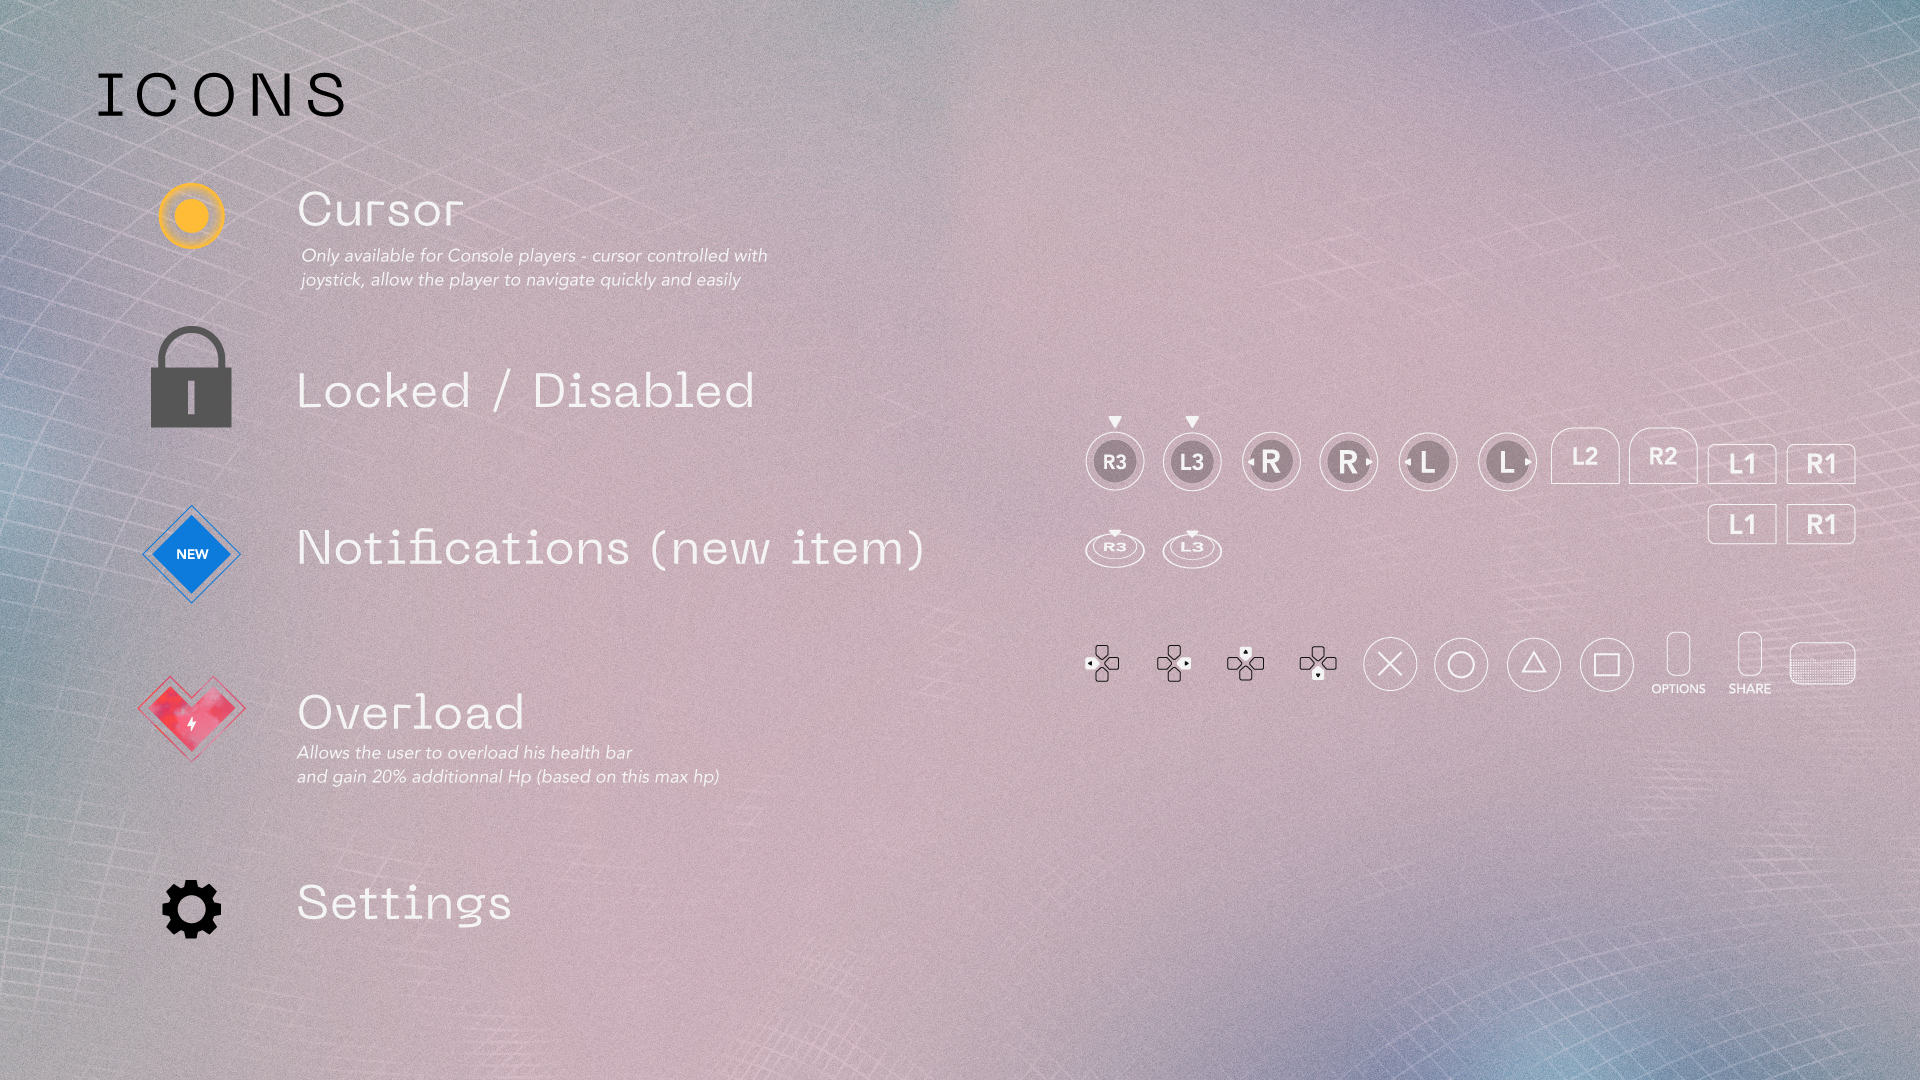 ICONS
Cursor
Only available for Console players - cursor controlled with
joystick, allow the player to navigate quickly and easily
Locked / Disabled
NEW
Notifications (new item)
Overload
Allows the user to overload his health bar
and gain 20% additionnal Hp (based on this max hp)
Settings
R3 L3 R R L L L2 R2 L1 R1
R3 L3 L1 R1
OPTIONS SHARE